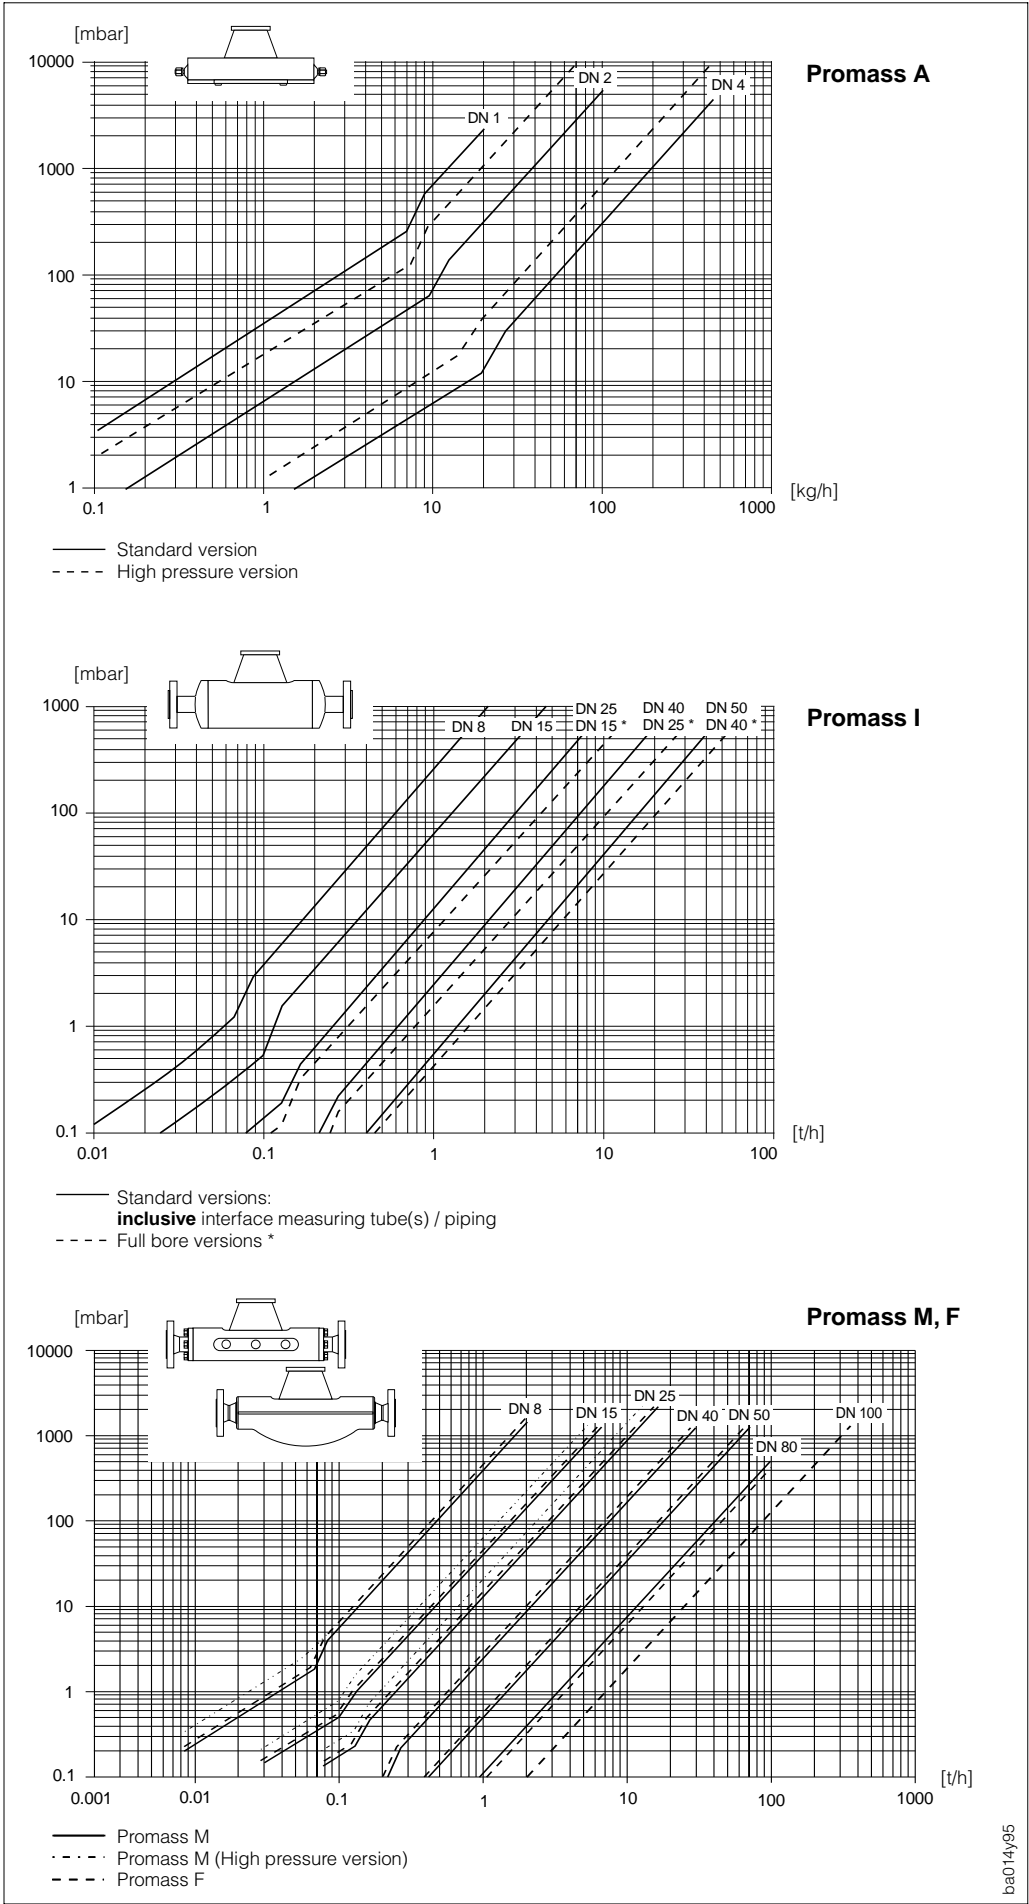 [mbar]
Promass A
10000
1000
100
10
1
DN 1
DN 2
DN 4
0.1
1
10
100
1000
[kg/h]
Standard version
High pressure version
[mbar]
Promass I
1000
100
10
1
0.1
DN 8
DN 15
DN 25
DN 15 *
DN 40
DN 25 *
DN 50
DN 40 *
0.01
0.1
1
10
100
[t/h]
Standard versions:
inclusive interface measuring tube(s) / piping
Full bore versions *
[mbar]
Promass M, F
10000
1000
100
10
1
0.1
DN 8
DN 15
DN 25
DN 40
DN 50
DN 80
DN 100
0.001
0.01
0.1
1
10
100
1000
[t/h]
Promass M
Promass M (High pressure version)
Promass F
ba014y95